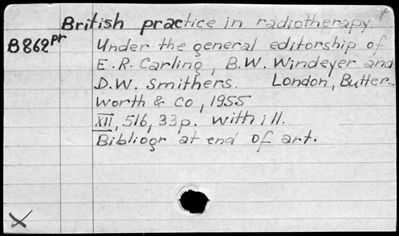 British practice in radiotherapy
B862pr Under the general editorship of
E.R. Carling, B.W. Windeyer and
D.W. Smithers. London, Butter-
worth & Co, 1955
XII, 516, 33p. with ill.
Bibliogr at end of art.
X